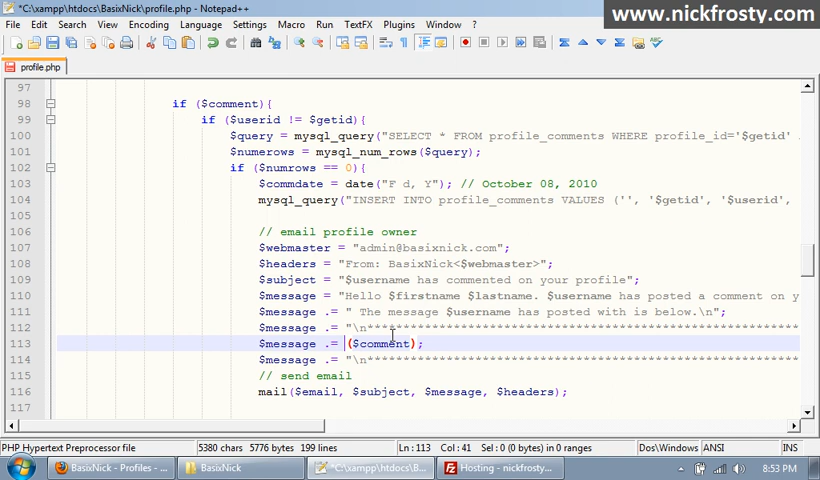 *C:\xampp\htdocs\BasixNick\profile.php - Notepad++
www.nickfrosty.com
File Edit Search View Encoding Language Settings Macro Run TextFX Plugins Window ?
profile.php
97
98 if ($comment){
99 if ($userid != $getid){
100 $query = mysql_query("SELECT * FROM profile_comments WHERE profile_id='$getid'
101 $numerows = mysql_num_rows($query);
102 if ($numrows == 0){
103 $commdate = date("F d, Y"); // October 08, 2010
104 mysql_query("INSERT INTO profile_comments VALUES ('', '$getid', '$userid',
105
106 // email profile owner
107 $webmaster = "admin@basixnick.com";
108 $headers = "From: BasixNick<$webmaster>";
109 $subject = "$username has commented on your profile";
110 $message = "Hello $firstname $lastname. $username has posted a comment on y
111 $message .= " The message $username has posted with is below.\n";
112 $message .= "\n************************************************************
113 $message .= ($comment);
114 $message .= "\n************************************************************
115 // send email
116 mail($email, $subject, $message, $headers);
117
PHP Hypertext Preprocessor file 5380 chars 5776 bytes 199 lines Ln : 113 Col : 41 Sel : 0 (0 bytes) in 0 ranges Dos\Windows ANSI INS
BasixNick - Profiles - ... BasixNick *C:\xampp\htdocs\B... Hosting - nickfrosty... 8:53 PM